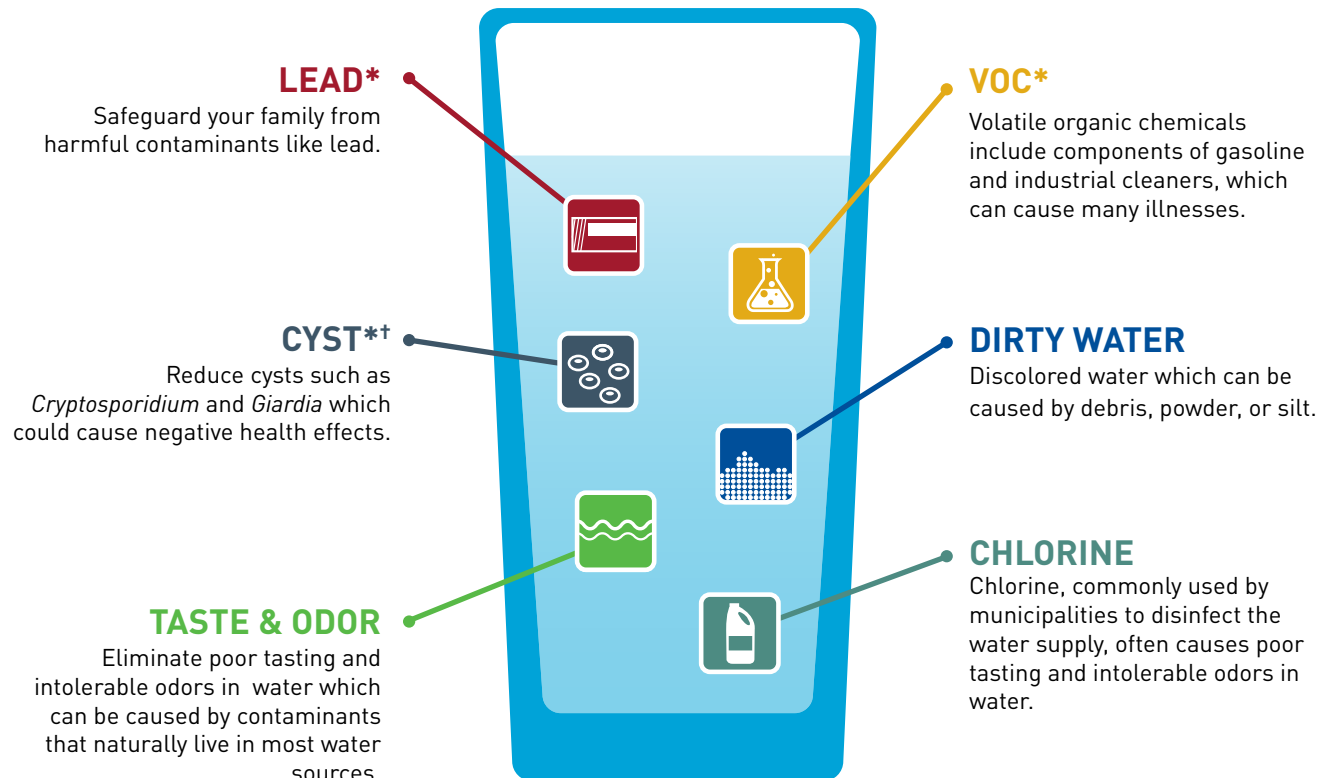 LEAD*
Safeguard your family from
harmful contaminants like lead.
CYST*†
Reduce cysts such as
Cryptosporidium and Giardia which
could cause negative health effects.
TASTE & ODOR
Eliminate poor tasting and
intolerable odors in water which
can be caused by contaminants
that naturally live in most water
sources.
VOC*
Volatile organic chemicals
include components of gasoline
and industrial cleaners, which
can cause many illnesses.
DIRTY WATER
Discolored water which can be
caused by debris, powder, or silt.
CHLORINE
Chlorine, commonly used by
municipalities to disinfect the
water supply, often causes poor
tasting and intolerable odors in
water.